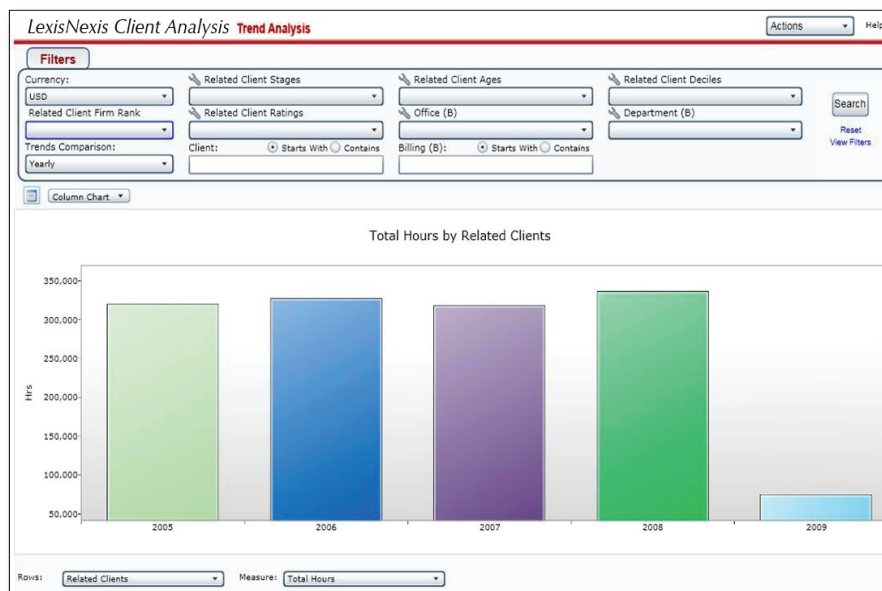 LexisNexis Client Analysis Trend Analysis Actions Help
Filters
Currency: Related Client Stages Related Client Ages Related Client Deciles
USD Search
Related Client Firm Rank Related Client Ratings Office (B) Department (B)
Reset
Trends Comparison: Client: Starts With Contains Billing (B): Starts With Contains View Filters
Yearly
Column Chart
Total Hours by Related Clients
350,000
300,000
250,000
200,000
150,000
100,000
50,000
Hrs
2005 2006 2007 2008 2009
Rows: Related Clients Measure: Total Hours